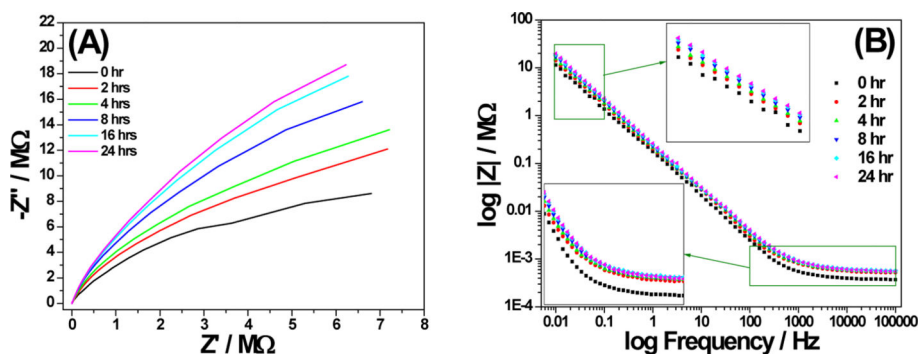 (A)
-Z'' / MΩ
22
20
18
16
14
12
10
8
6
4
2
0
0 hr
2 hrs
4 hrs
8 hrs
16 hrs
24 hrs
0 1 2 3 4 5 6 7 8
Z' / MΩ
(B)
log |Z| / MΩ
100
10
1
0.1
0.01
1E-3
1E-4
0 hr
2 hr
4 hr
8 hr
16 hr
24 hr
0.01 0.1 1 10 100 1000 10000 100000
log Frequency / Hz